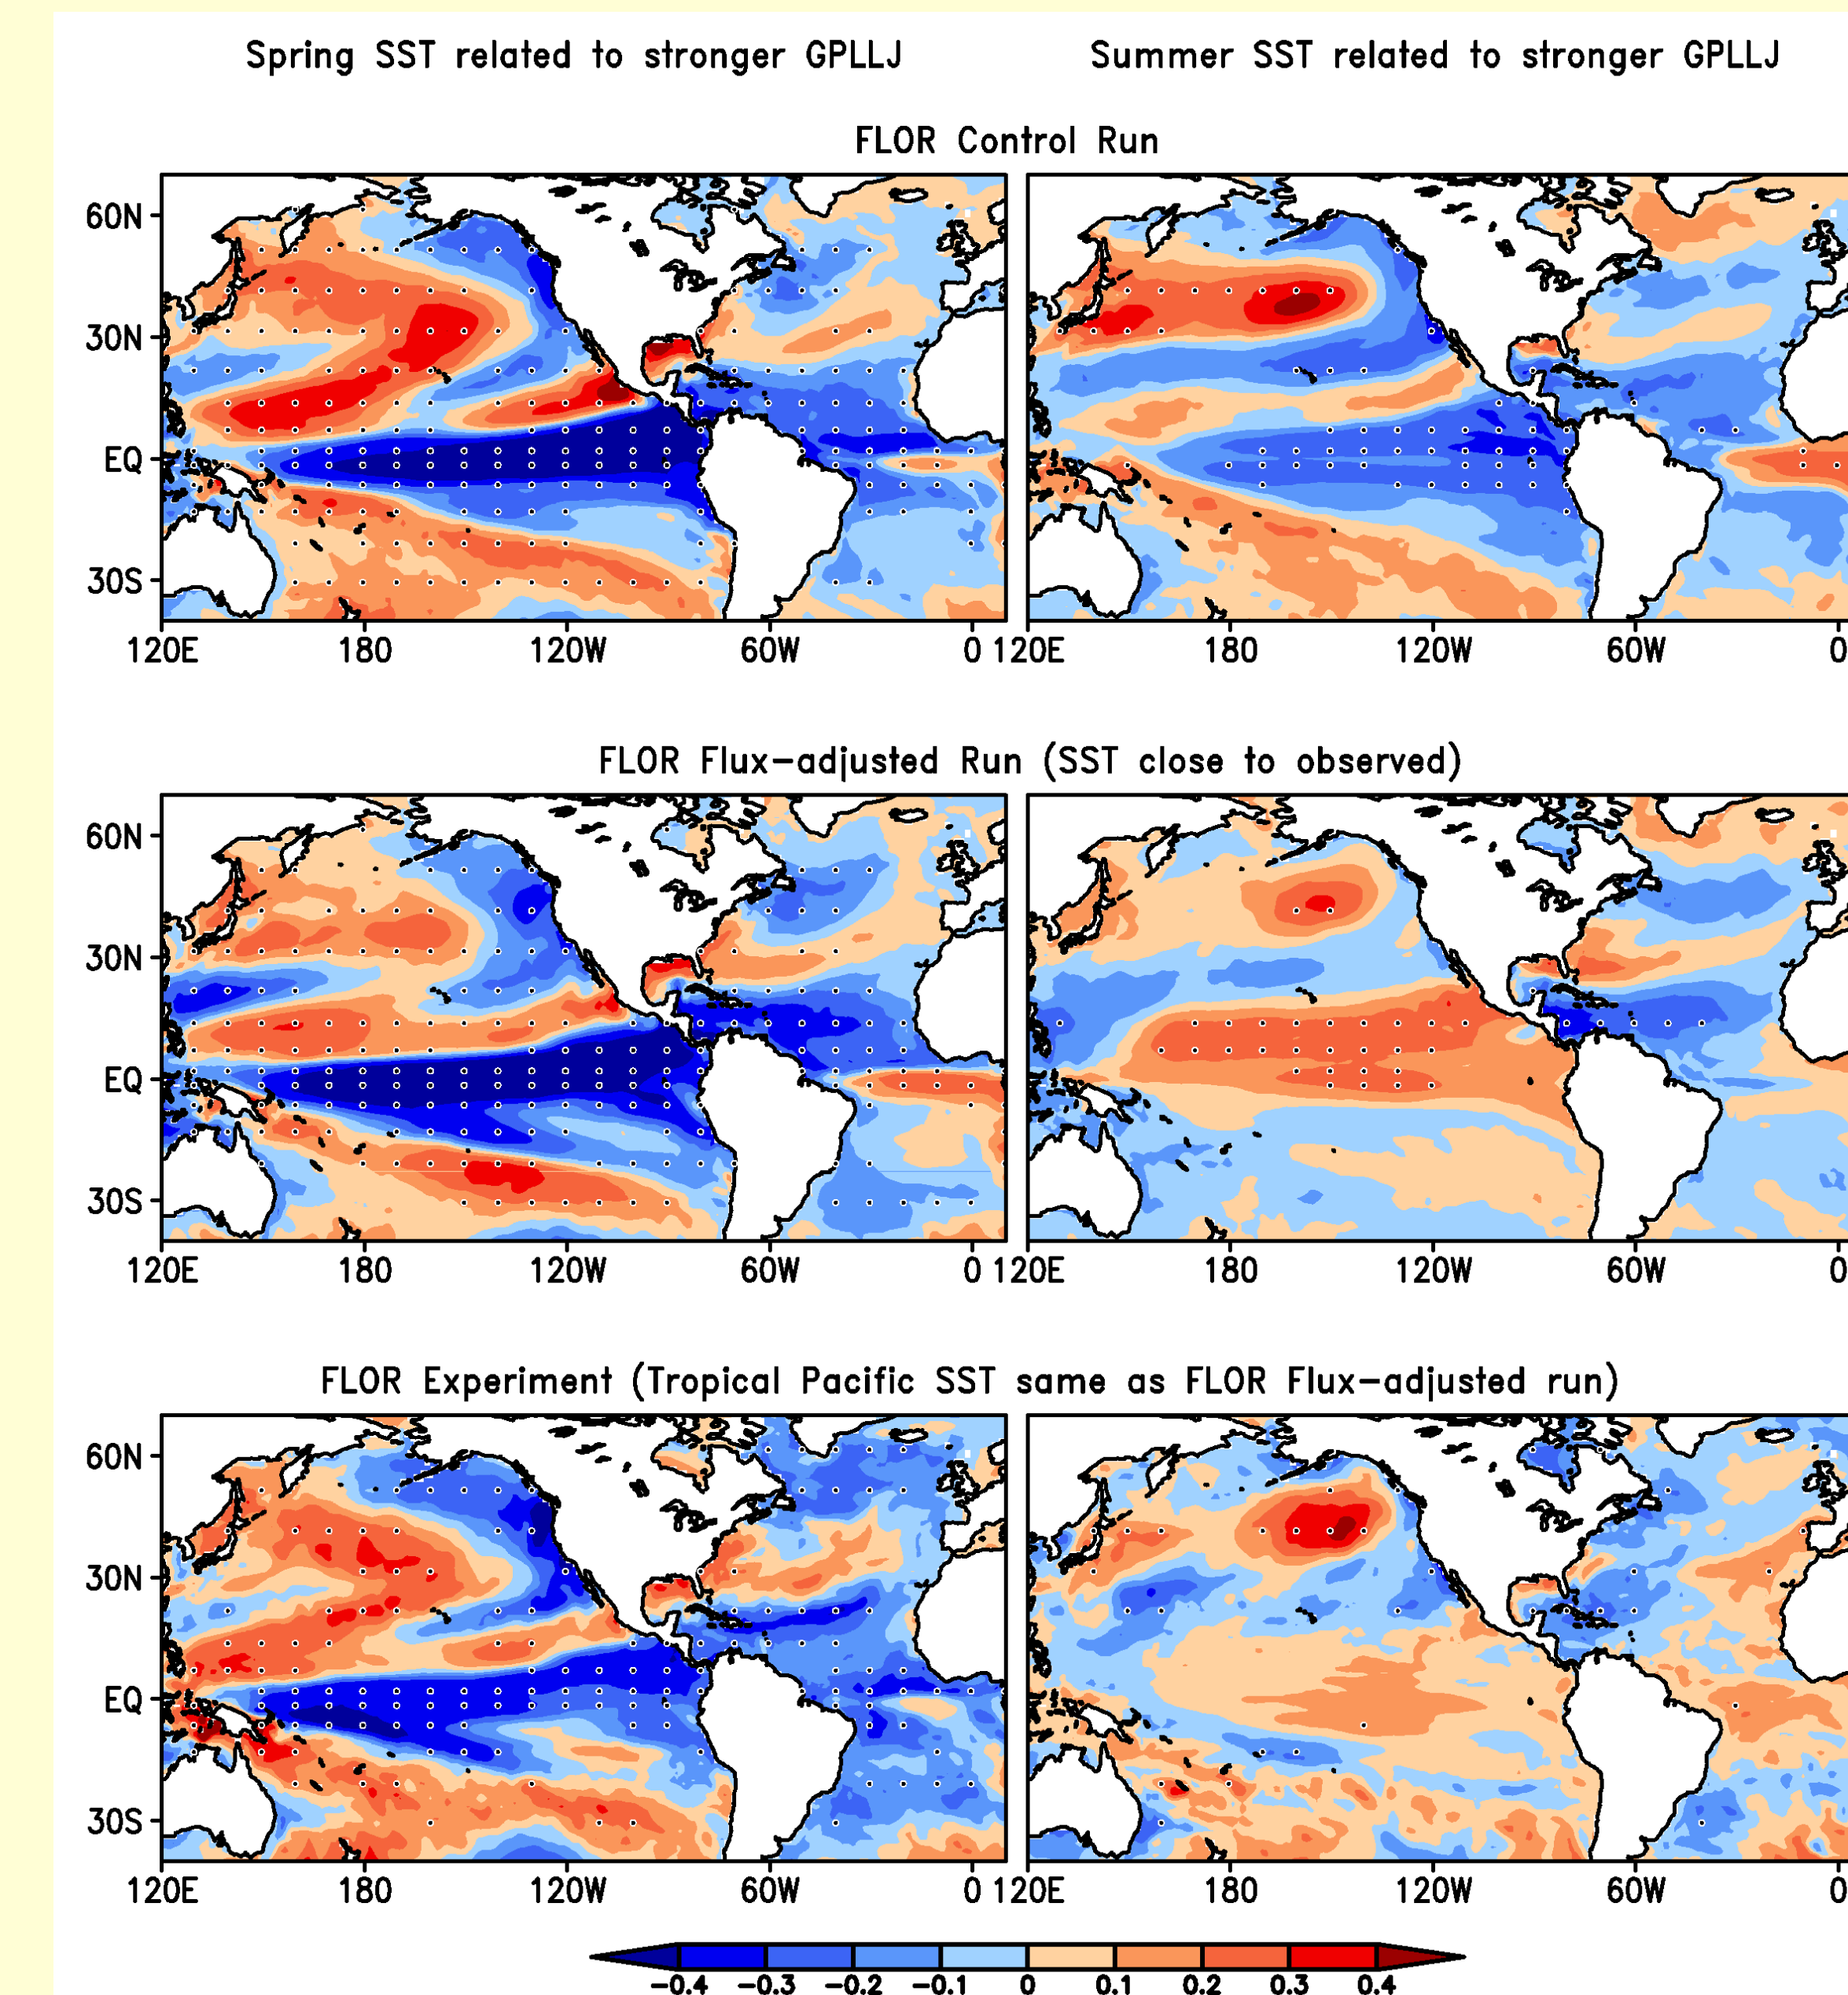 Spring SST related to stronger GPLLJ
Summer SST related to stronger GPLLJ
FLOR Control Run
60N
30N
EQ
30S
120E 180 120W 60W 0 120E 180 120W 60W 0
FLOR Flux-adjusted Run (SST close to observed)
60N
30N
EQ
30S
120E 180 120W 60W 0 120E 180 120W 60W 0
FLOR Experiment (Tropical Pacific SST same as FLOR Flux-adjusted run)
60N
30N
EQ
30S
120E 180 120W 60W 0 120E 180 120W 60W 0
-0.4 -0.3 -0.2 -0.1 0 0.1 0.2 0.3 0.4